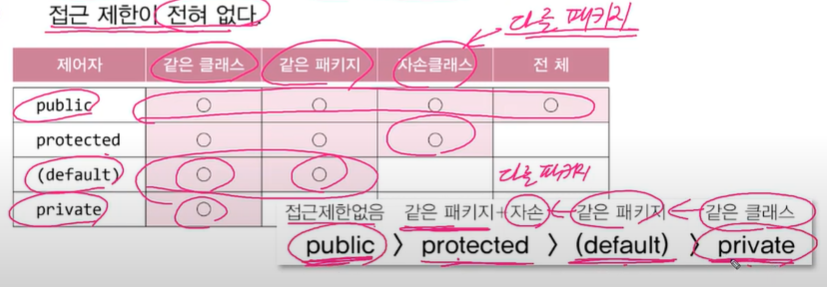 접근 제한이 전혀 없다.
다른 패키지
제어자 같은 클래스 같은 패키지 자손클래스 전 체
public ○ ○ ○ ○
protected ○ ○ ○
(default) ○ ○ 다른 패키지
private ○
접근제한없음 같은 패키지+자손 같은 패키지 같은 클래스
public > protected > (default) > private